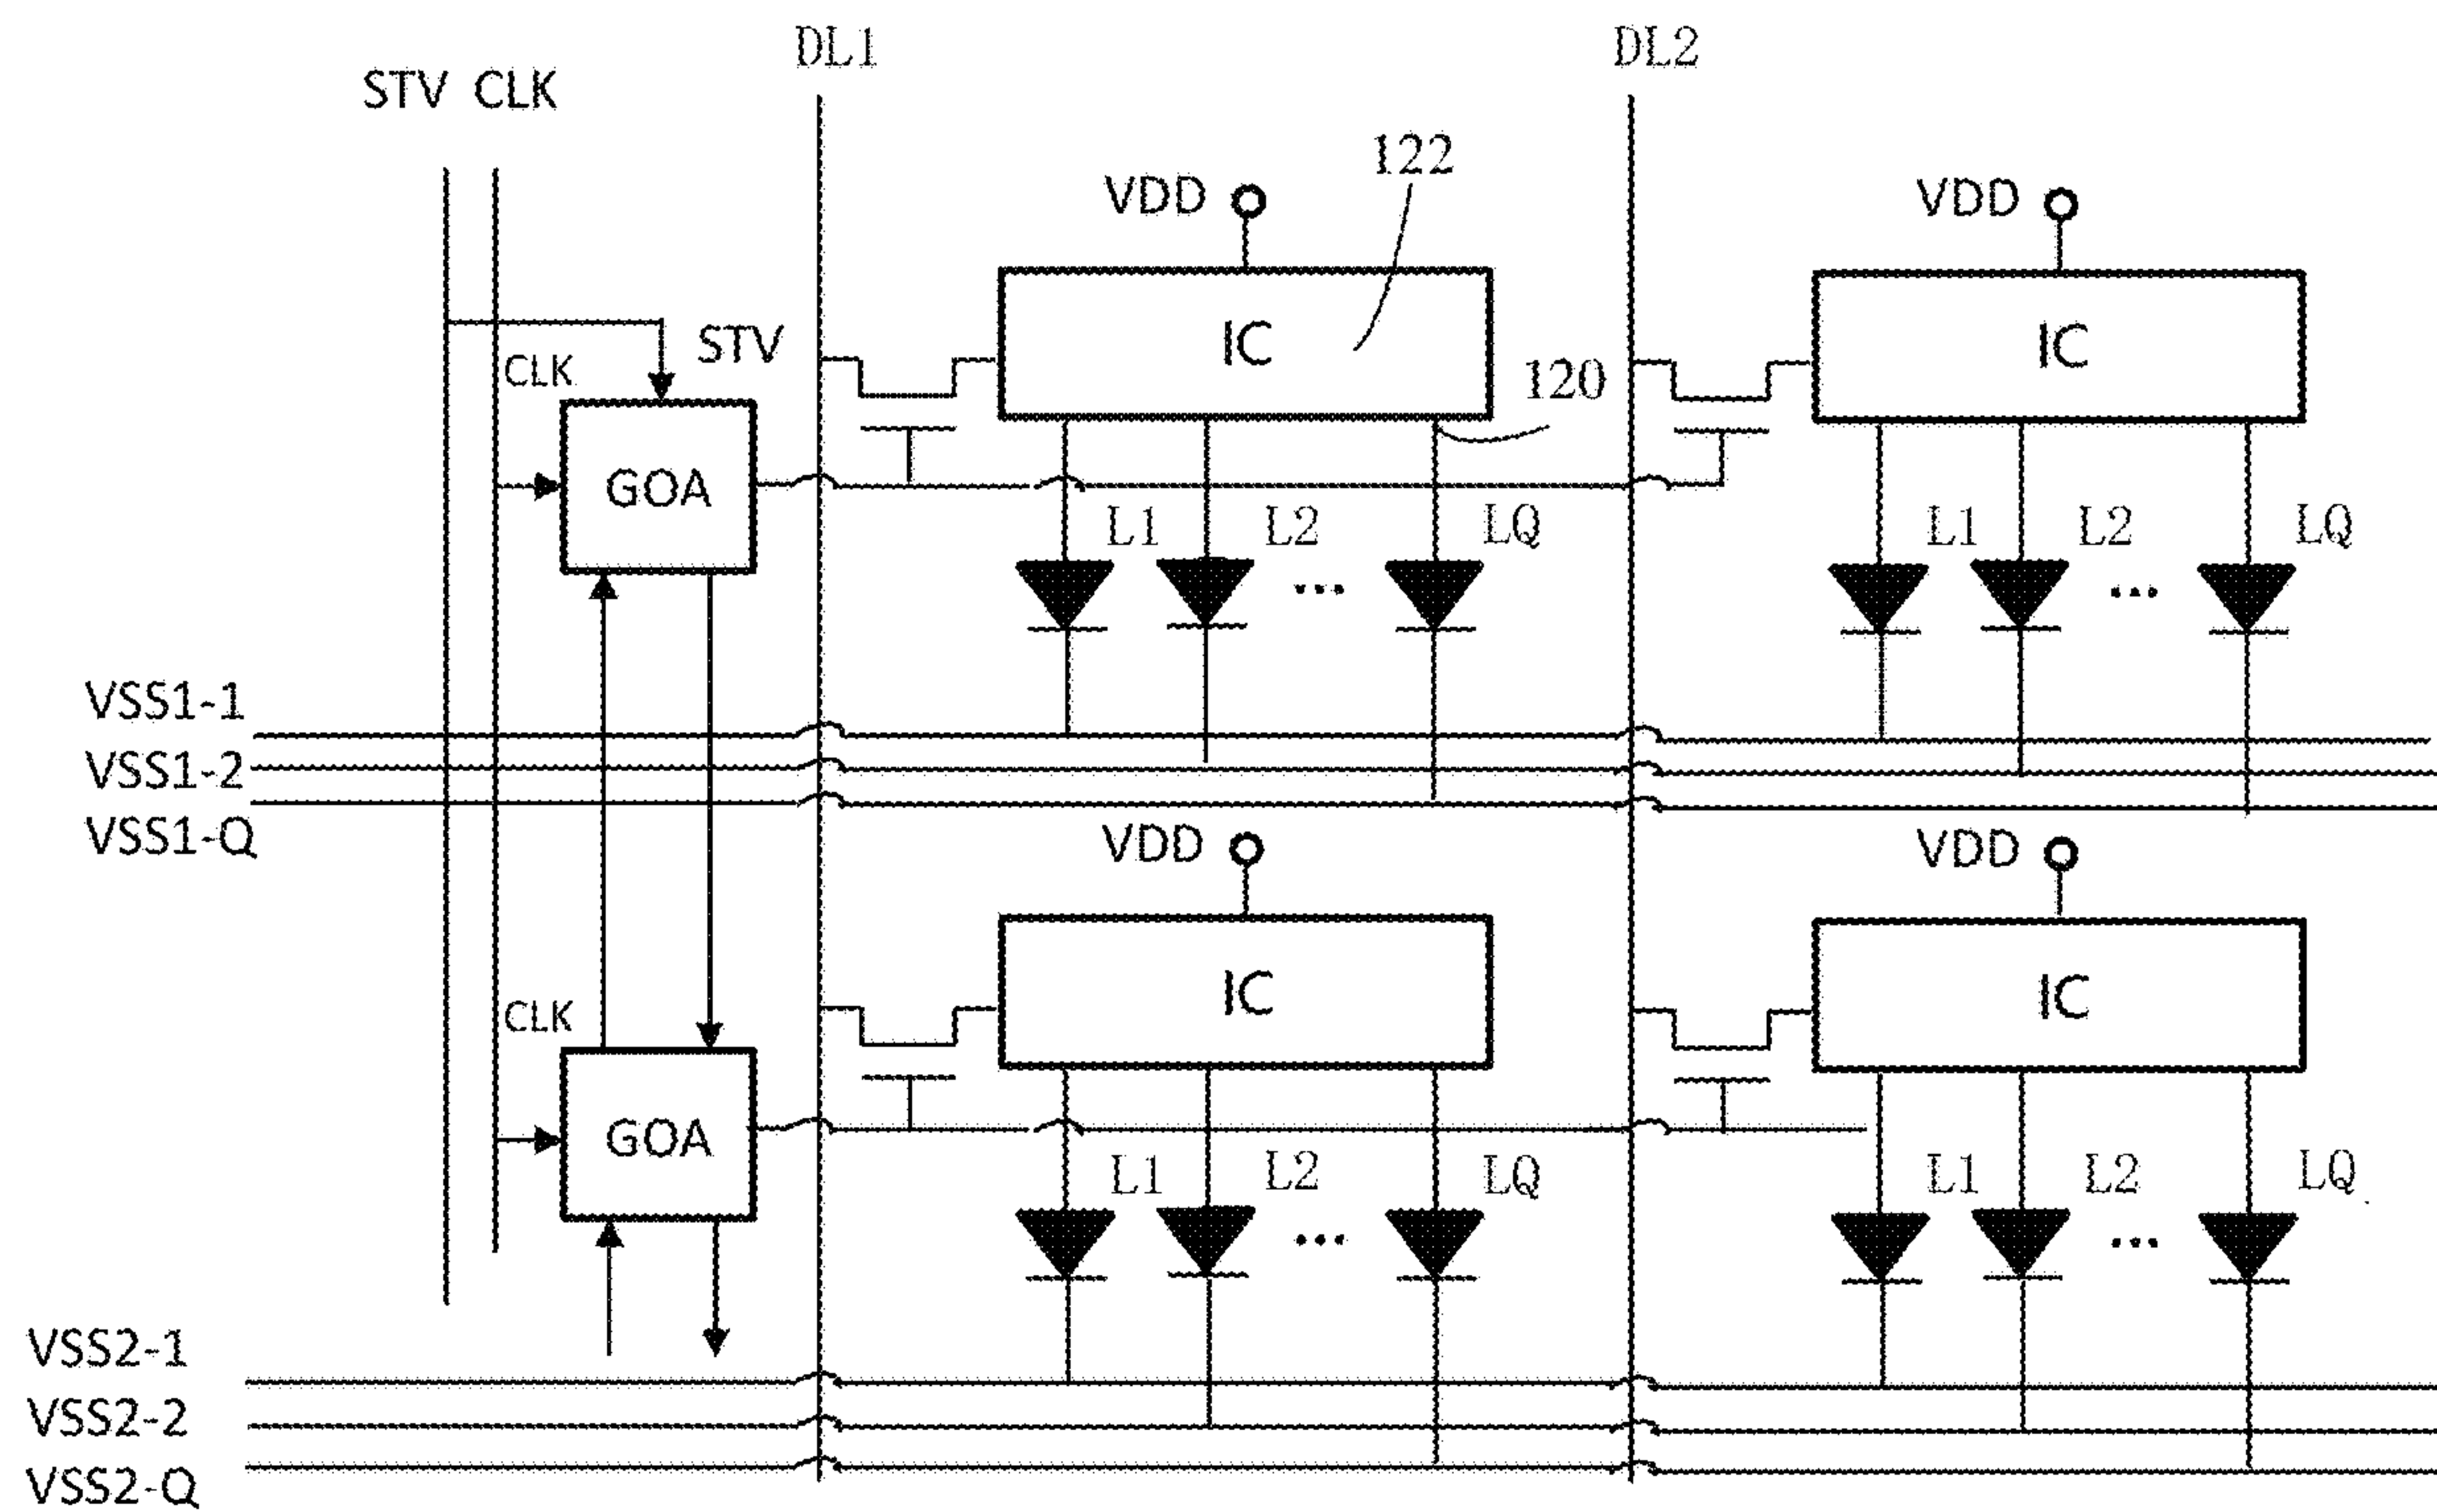 DL1 DL2
STV CLK
122
VDD VDD
STV
CLK
IC IC
120
GOA
L1 L2 LQ L1 L2 LQ
... ...
VSS1-1
VSS1-2
VSS1-Q
VDD VDD
IC IC
CLK
GOA
L1 L2 LQ L1 L2 LQ
... ...
VSS2-1
VSS2-2
VSS2-Q